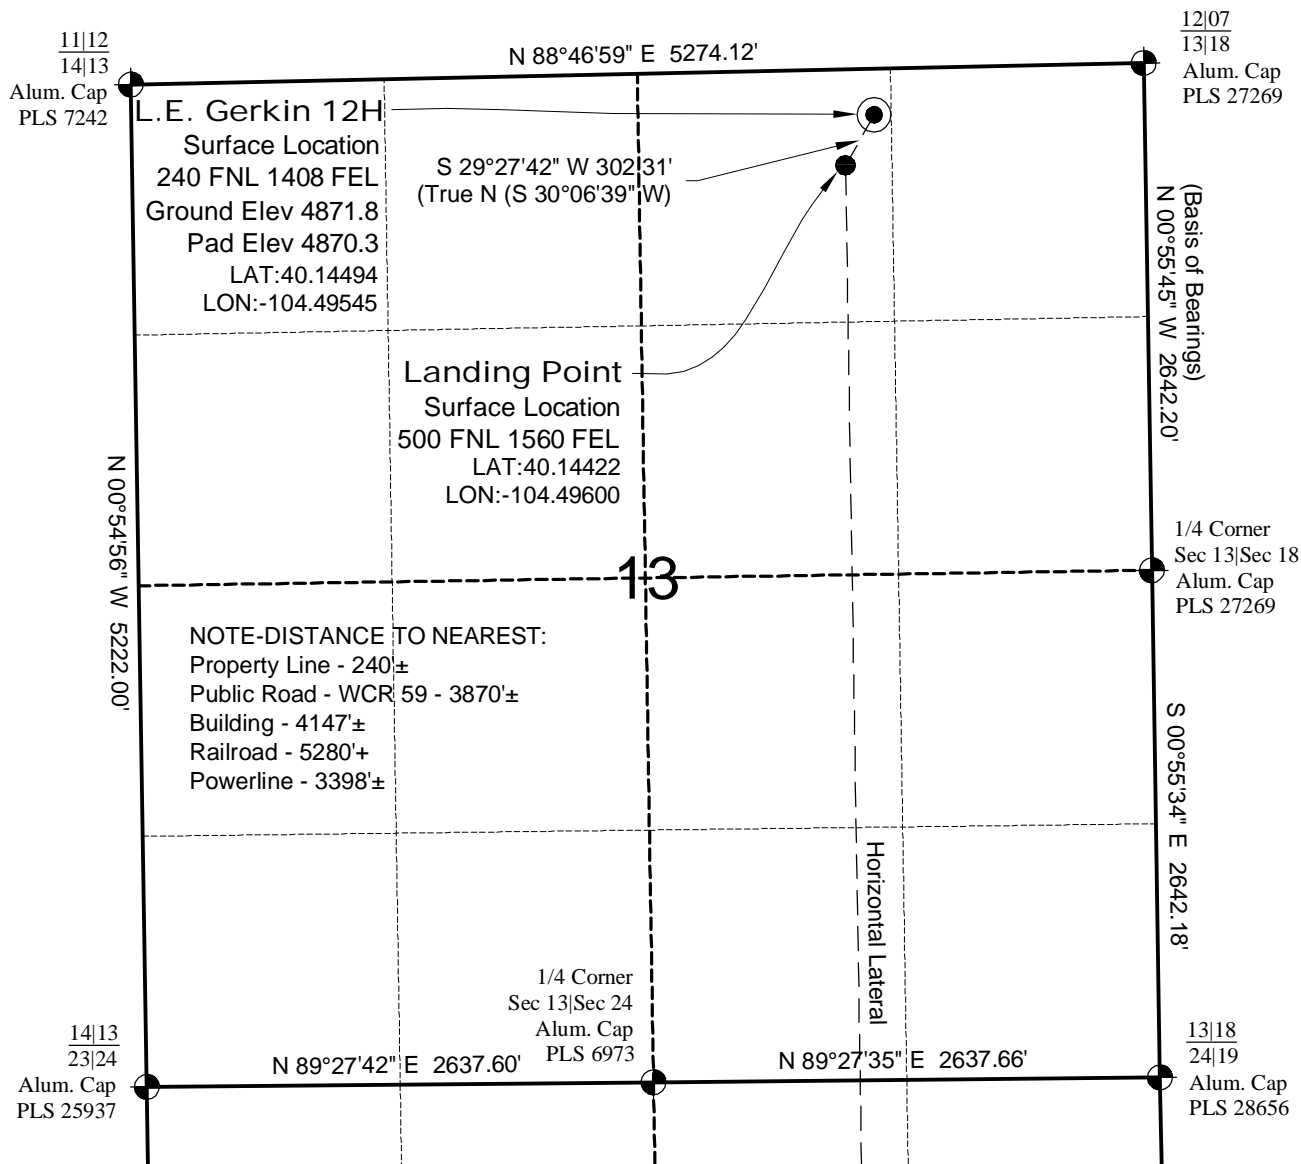 11|12
14|13
Alum. Cap
PLS 7242
N 88°46'59" E 5274.12'
12|07
13|18
Alum. Cap
PLS 27269
L.E. Gerkin 12H
Surface Location
240 FNL 1408 FEL
Ground Elev 4871.8
Pad Elev 4870.3
LAT:40.14494
LON:-104.49545
S 29°27'42" W 302.31'
(True N (S 30°06'39" W)
(Basis of Bearings)
N 00°55'45" W 2642.20'
Landing Point
Surface Location
500 FNL 1560 FEL
LAT:40.14422
LON:-104.49600
N 00°54'56" W 5222.00'
13
1/4 Corner
Sec 13|Sec 18
Alum. Cap
PLS 27269
NOTE-DISTANCE TO NEAREST:
Property Line - 240'±
Public Road - WCR 59 - 3870'±
Building - 4147'±
Railroad - 5280'+
Powerline - 3398'±
S 00°55'34" E 2642.18'
Horizontal Lateral
1/4 Corner
Sec 13|Sec 24
Alum. Cap
PLS 6973
14|13
23|24
Alum. Cap
PLS 25937
N 89°27'42" E 2637.60'
N 89°27'35" E 2637.66'
13|18
24|19
Alum. Cap
PLS 28656